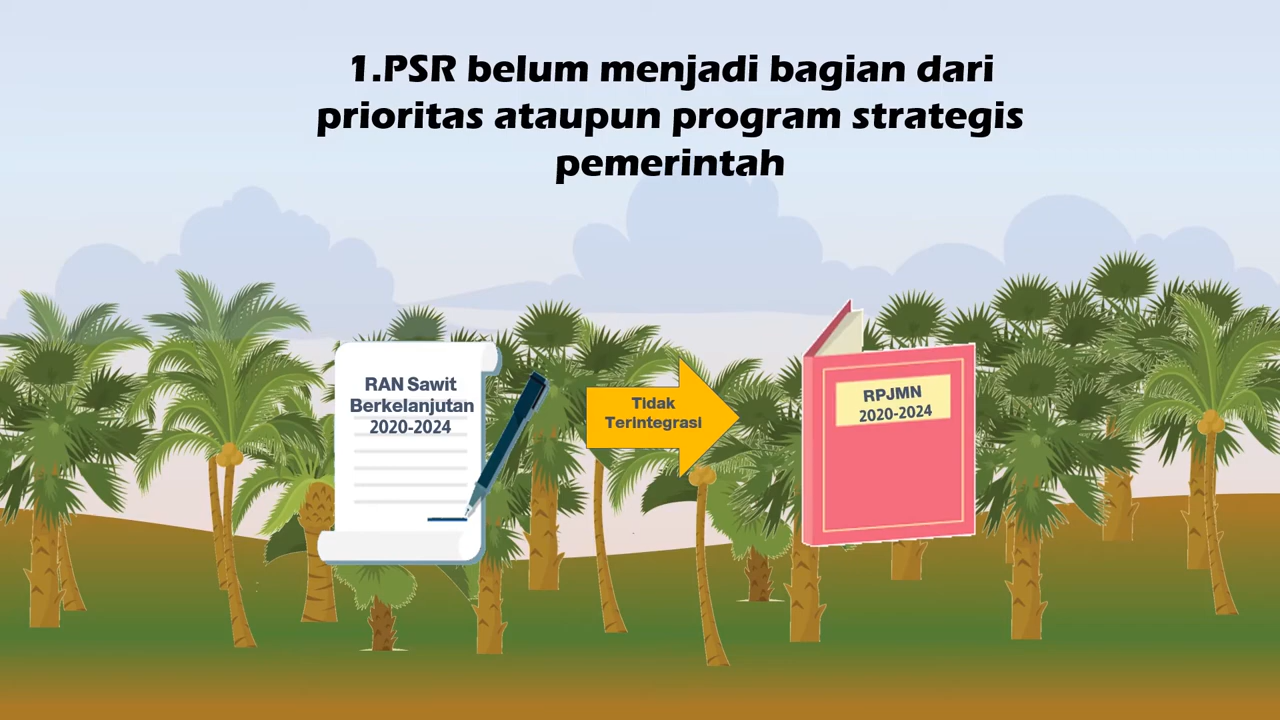 1.PSR belum menjadi bagian dari
prioritas ataupun program strategis
pemerintah
RAN Sawit
Berkelanjutan
2020-2024
Tidak
Terintegrasi
RPJMN
2020-2024